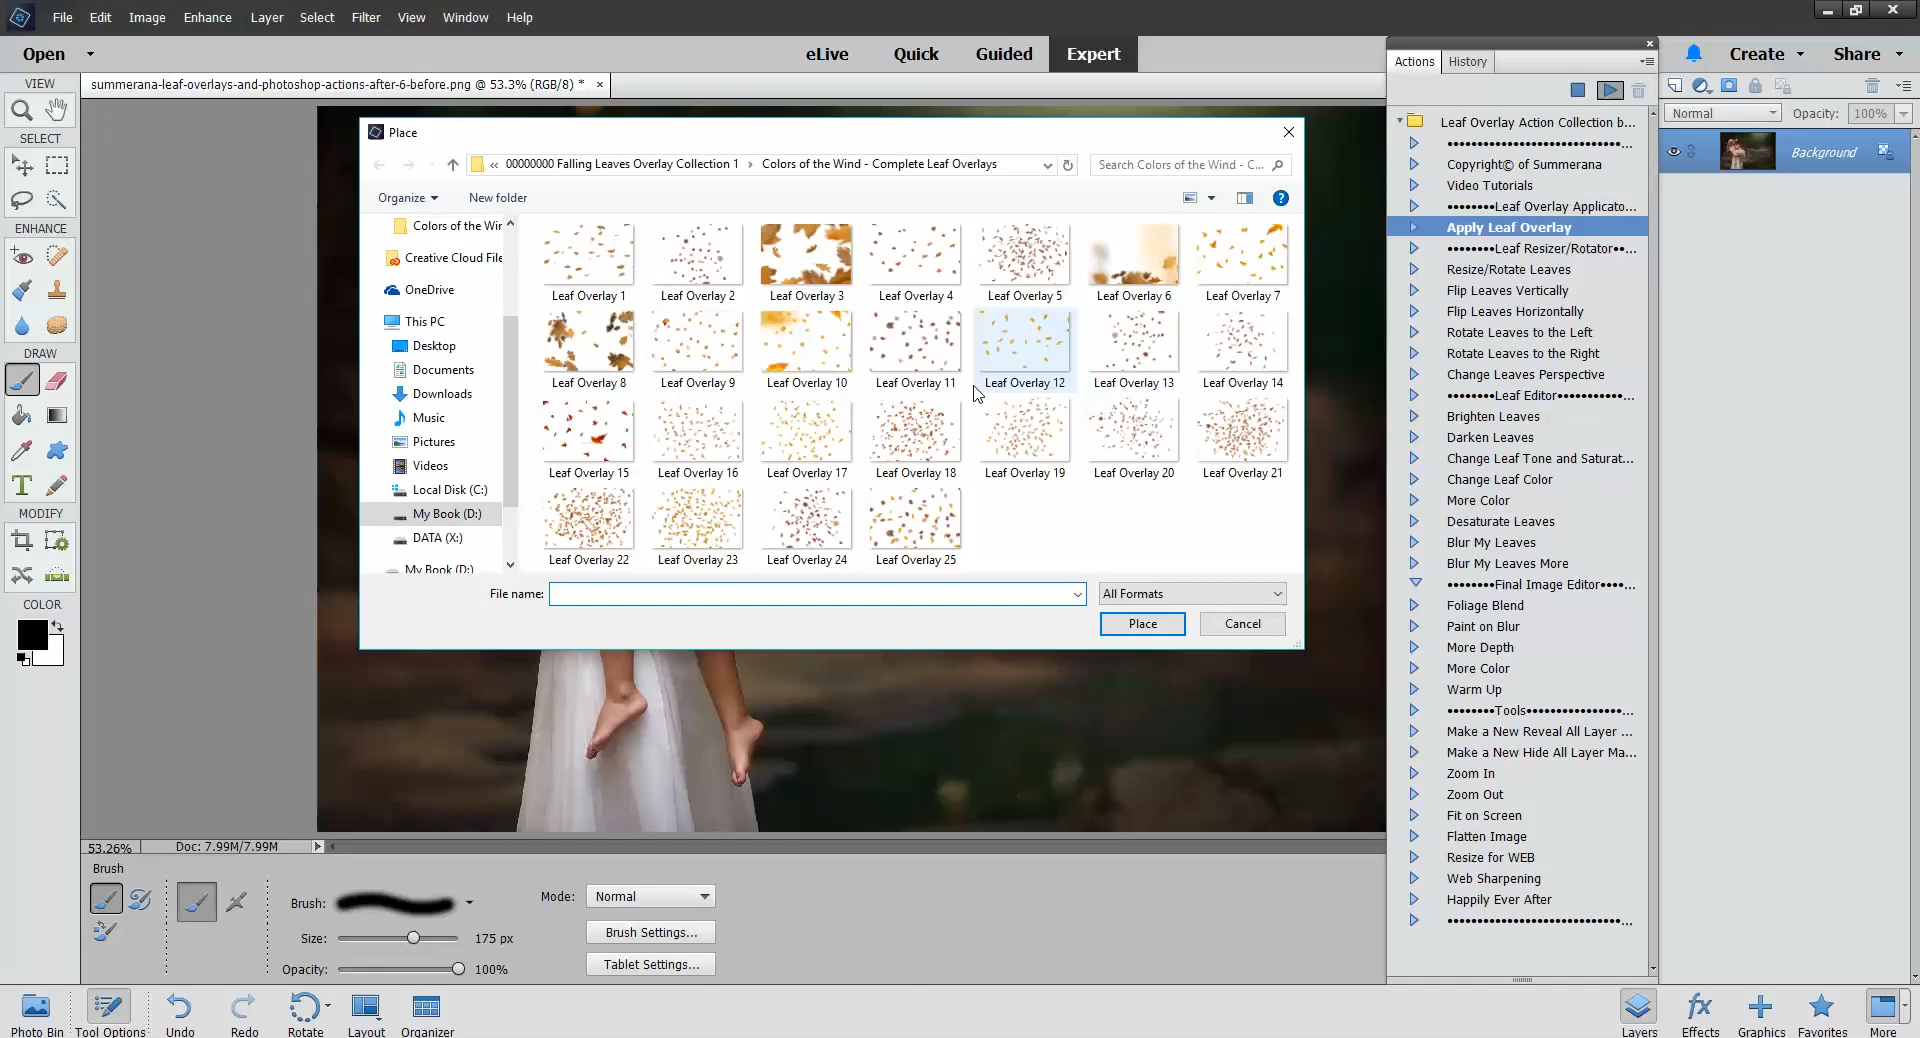 File Edit Image Enhance Layer Select Filter View Window Help
Open eLive Quick Guided Expert Create Share
summerana-leaf-overlays-and-photoshop-actions-after-6-before.png @ 53.3% (RGB/8) * ×
VIEW
SELECT
ENHANCE
DRAW
MODIFY
COLOR
Place
« 00000000 Falling Leaves Overlay Collection 1 > Colors of the Wind - Complete Leaf Overlays
Search Colors of the Wind - C...
Organize New folder
Colors of the Wir
Creative Cloud File
OneDrive
This PC
Desktop
Documents
Downloads
Music
Pictures
Videos
Local Disk (C:)
My Book (D:)
DATA (X:)
My Book (D:)
Leaf Overlay 1 Leaf Overlay 2 Leaf Overlay 3 Leaf Overlay 4 Leaf Overlay 5 Leaf Overlay 6 Leaf Overlay 7
Leaf Overlay 8 Leaf Overlay 9 Leaf Overlay 10 Leaf Overlay 11 Leaf Overlay 12 Leaf Overlay 13 Leaf Overlay 14
Leaf Overlay 15 Leaf Overlay 16 Leaf Overlay 17 Leaf Overlay 18 Leaf Overlay 19 Leaf Overlay 20 Leaf Overlay 21
Leaf Overlay 22 Leaf Overlay 23 Leaf Overlay 24 Leaf Overlay 25
File name: All Formats
Place Cancel
Actions History
Leaf Overlay Action Collection b...
••••••••••••••••••••••••••••...
Copyright© of Summerana
Video Tutorials
••••••••Leaf Overlay Applicato...
Apply Leaf Overlay
••••••••Leaf Resizer/Rotator••...
Resize/Rotate Leaves
Flip Leaves Vertically
Flip Leaves Horizontally
Rotate Leaves to the Left
Rotate Leaves to the Right
Change Leaves Perspective
••••••••Leaf Editor•••••••••••...
Brighten Leaves
Darken Leaves
Change Leaf Tone and Saturat...
Change Leaf Color
More Color
Desaturate Leaves
Blur My Leaves
Blur My Leaves More
••••••••Final Image Editor••••...
Foliage Blend
Paint on Blur
More Depth
More Color
Warm Up
••••••••Tools••••••••••••••••...
Make a New Reveal All Layer ...
Make a New Hide All Layer Ma...
Zoom In
Zoom Out
Fit on Screen
Flatten Image
Resize for WEB
Web Sharpening
Happily Ever After
••••••••••••••••••••••••••••...
Normal Opacity: 100%
Background
53.26% Doc: 7.99M/7.99M
Brush
Brush:
Size: 175 px
Opacity: 100%
Mode: Normal
Brush Settings...
Tablet Settings...
Photo Bin Tool Options Undo Redo Rotate Layout Organizer
Layers Effects Graphics Favorites More